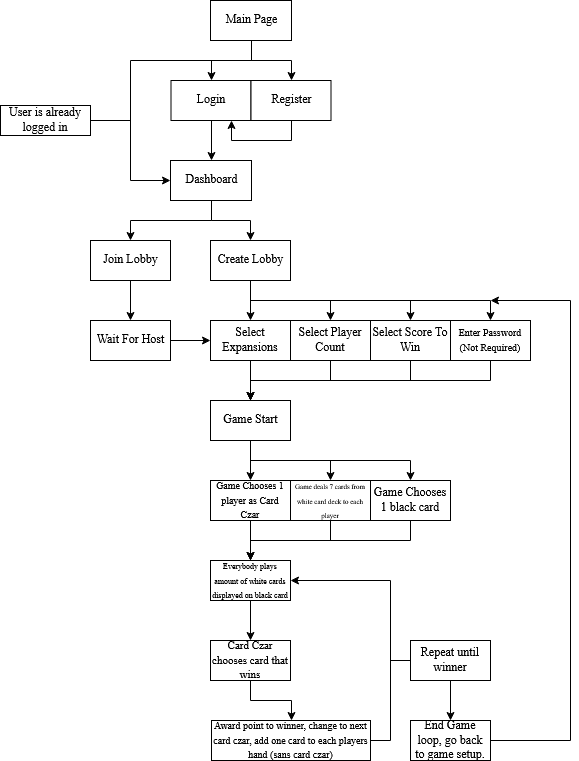 Main Page
Login
Register
User is already
logged in
Dashboard
Join Lobby
Create Lobby
Wait For Host
Select
Expansions
Select Player
Count
Select Score To
Win
Enter Password
(Not Required)
Game Start
Game Chooses 1
player as Card
Czar
Game deals 7 cards from
white card deck to each
player
Game Chooses
1 black card
Everybody plays
amount of white cards
displayed on black card
Card Czar
chooses card that
wins
Repeat until
winner
Award point to winner, change to next
card czar, add one card to each players
hand (sans card czar)
End Game
loop, go back
to game setup.